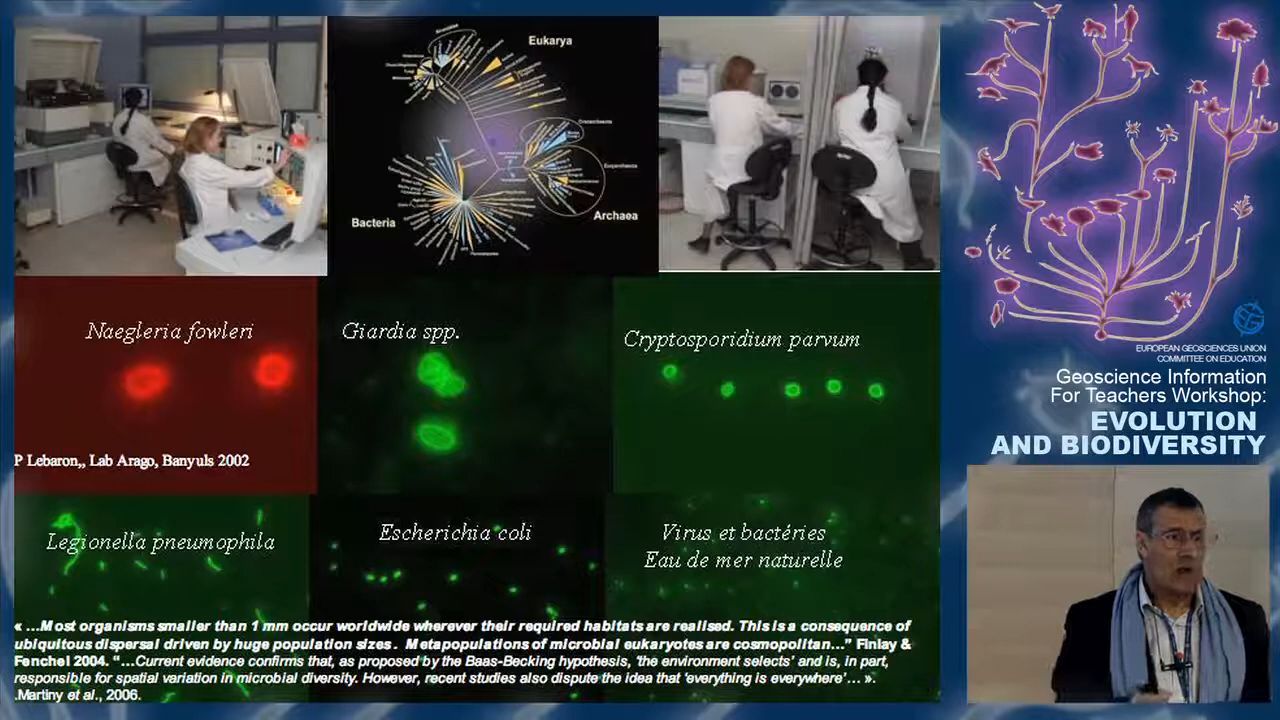 Eukarya
Bacteria
Archaea
Naegleria fowleri
Giardia spp.
Cryptosporidium parvum
P Lebaron,, Lab Arago, Banyuls 2002
Legionella pneumophila
Escherichia coli
Virus et bactéries
Eau de mer naturelle
« …Most organisms smaller than 1 mm occur worldwide wherever their required habitats are realised. This is a consequence of
ubiquitous dispersal driven by huge population sizes . Metapopulations of microbial eukaryotes are cosmopolitan…” Finlay &
Fenchel 2004. “…Current evidence confirms that, as proposed by the Baas-Becking hypothesis, ‘the environment selects’ and is, in part,
responsible for spatial variation in microbial diversity. However, recent studies also dispute the idea that ‘everything is everywhere’… ».
.Martiny et al., 2006.
EUROPEAN GEOSCIENCES UNION
COMMITTEE ON EDUCATION
Geoscience Information
For Teachers Workshop:
EVOLUTION
AND BIODIVERSITY